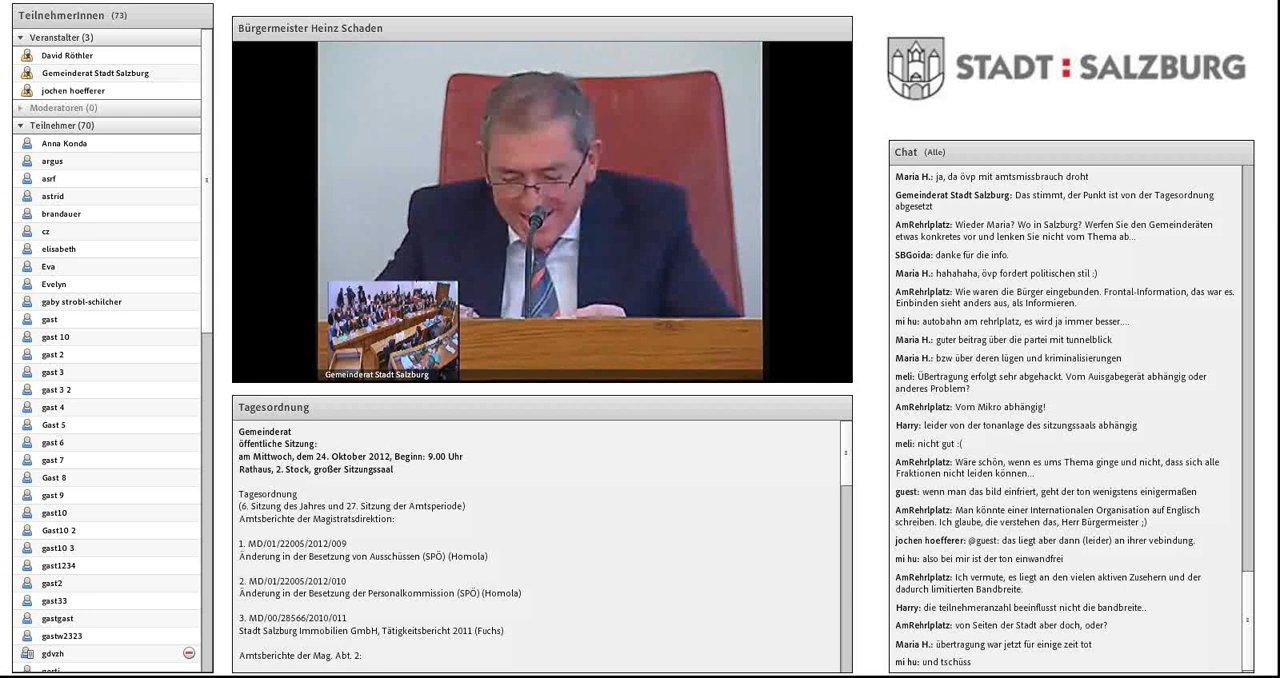 TeilnehmerInnen (73)
Veranstalter (3)
David Röthler
Gemeinderat Stadt Salzburg
jochen hoefferer
Moderatoren (0)
Teilnehmer (70)
Anna Konda
argus
asrf
astrid
brandauer
cz
elisabeth
Eva
Evelyn
gaby strobl-schilcher
gast
gast 10
gast 2
gast 3
gast 3 2
gast 4
Gast 5
gast 6
gast 7
Gast 8
gast 9
gast10
Gast10 2
gast10 3
gast1234
gast2
gast33
gastgast
gastw2323
gdvzh
Bürgermeister Heinz Schaden
Gemeinderat Stadt Salzburg
Tagesordnung
Gemeinderat
öffentliche Sitzung:
am Mittwoch, dem 24. Oktober 2012, Beginn: 9.00 Uhr
Rathaus, 2. Stock, großer Sitzungssaal
Tagesordnung
(6. Sitzung des Jahres und 27. Sitzung der Amtsperiode)
Amtsberichte der Magistratsdirektion:
1. MD/01/22005/2012/009
Änderung in der Besetzung von Ausschüssen (SPÖ) (Homola)
2. MD/01/22005/2012/010
Änderung in der Besetzung der Personalkommission (SPÖ) (Homola)
3. MD/00/28566/2010/011
Stadt Salzburg Immobilien GmbH, Tätigkeitsbericht 2011 (Fuchs)
Amtsberichte der Mag. Abt. 2:
STADT : SALZBURG
Chat (Alle)
Maria H.: ja, da övp mit amtsmissbrauch droht
Gemeinderat Stadt Salzburg: Das stimmt, der Punkt ist von der Tagesordnung
abgesetzt
AmRehrlplatz: Wieder Maria? Wo in Salzburg? Werfen Sie den Gemeinderäten
etwas konkretes vor und lenken Sie nicht vom Thema ab...
SBGoida: danke für die info.
Maria H.: hahahaha, övp fordert politischen stil :)
AmRehrlplatz: Wie waren die Bürger eingebunden. Frontal-Information, das war es.
Einbinden sieht anders aus, als Informieren.
mi hu: autobahn am rehrlplatz, es wird ja immer besser....
Maria H.: guter beitrag über die partei mit tunnelblick
Maria H.: bzw über deren lügen und kriminalisierungen
meli: ÜBertragung erfolgt sehr abgehackt. Vom Auisgabegerät abhängig oder
anderes Problem?
AmRehrlplatz: Vom Mikro abhängig!
Harry: leider von der tonanlage des sitzungssaals abhängig
meli: nicht gut :(
AmRehrlplatz: Wäre schön, wenn es ums Thema ginge und nicht, dass sich alle
Fraktionen nicht leiden können...
guest: wenn man das bild einfriert, geht der ton wenigstens einigermaßen
AmRehrlplatz: Man könnte einer Internationalen Organisation auf Englisch
schreiben. Ich glaube, die verstehen das, Herr Bürgermeister ;)
jochen hoefferer: @guest: das liegt aber dann (leider) an ihrer vebindung.
mi hu: also bei mir ist der ton einwandfrei
AmRehrlplatz: Ich vermute, es liegt an den vielen aktiven Zusehern und der
dadurch limitierten Bandbreite.
Harry: die teilnehmeranzahl beeinflusst nicht die bandbreite..
AmRehrlplatz: von Seiten der Stadt aber doch, oder?
Maria H.: übertragung war jetzt für einige zeit tot
mi hu: und tschüss